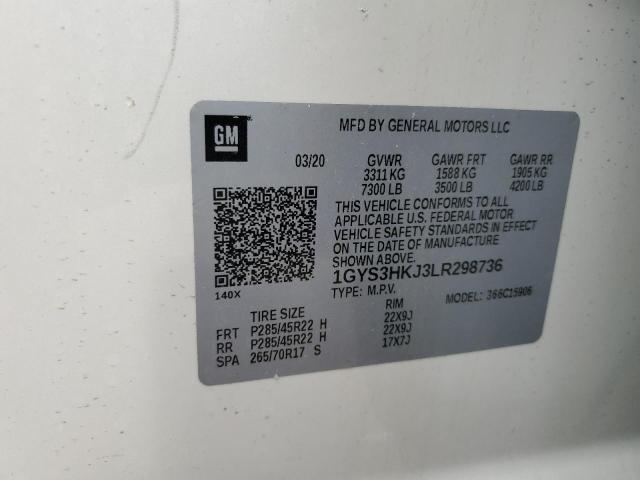 GM
MFD BY GENERAL MOTORS LLC
03/20 GVWR GAWR FRT GAWR RR
3311 KG 1588 KG 1905 KG
7300 LB 3500 LB 4200 LB
THIS VEHICLE CONFORMS TO ALL
APPLICABLE U.S. FEDERAL MOTOR
VEHICLE SAFETY STANDARDS IN EFFECT
ON THE DATE OF MANUFACTURE
SHOWN ABOVE.
1GYS3HKJ3LR298736
140X
TYPE: M.P.V. MODEL: 366C15906
TIRE SIZE RIM
FRT P285/45R22 H 22X9J
RR P285/45R22 H 22X9J
SPA 265/70R17 S 17X7J